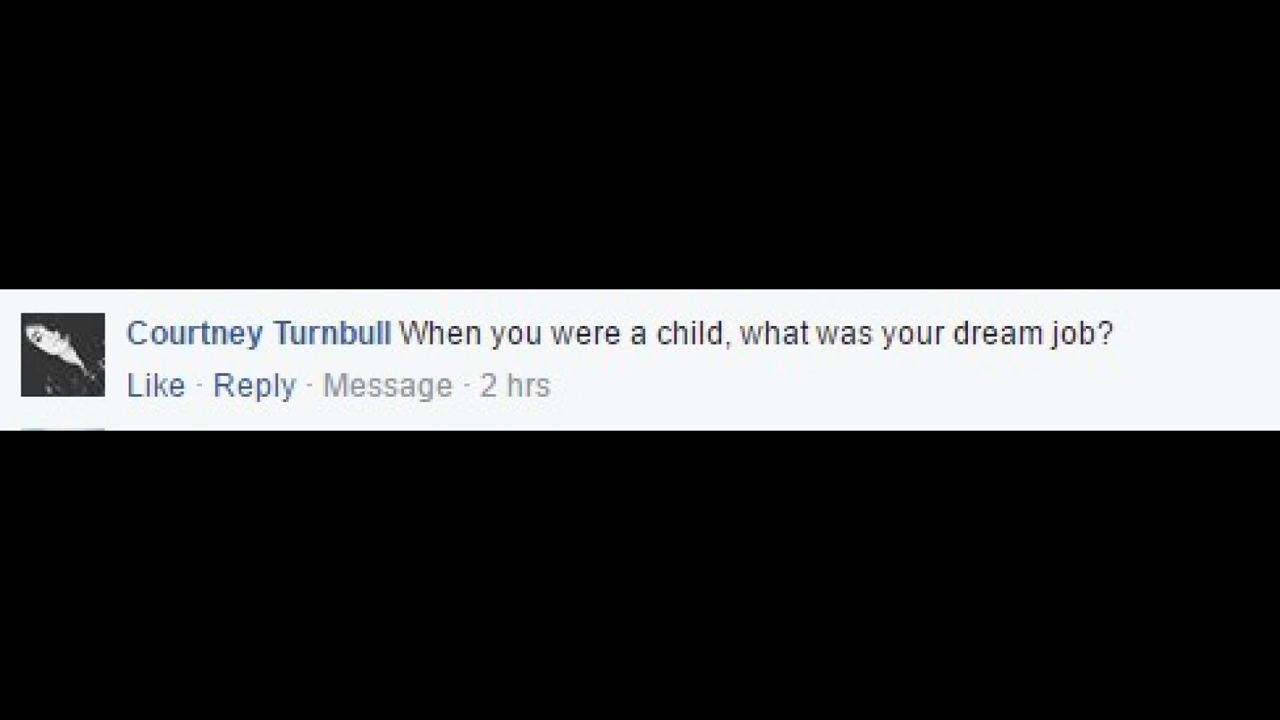 Courtney Turnbull When you were a child, what was your dream job?
Like · Reply · Message · 2 hrs